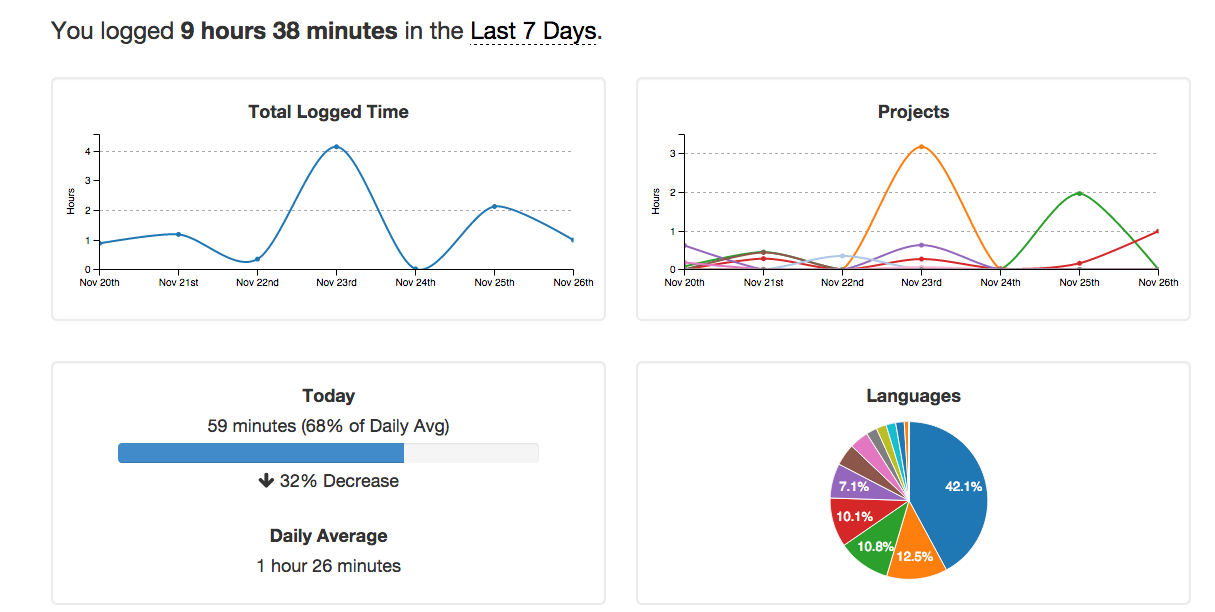 You logged 9 hours 38 minutes in the Last 7 Days.
Total Logged Time
Hours
4
3
2
1
0
Nov 20th Nov 21st Nov 22nd Nov 23rd Nov 24th Nov 25th Nov 26th
Projects
Hours
3
2
1
0
Nov 20th Nov 21st Nov 22nd Nov 23rd Nov 24th Nov 25th Nov 26th
Today
59 minutes (68% of Daily Avg)
32% Decrease
Daily Average
1 hour 26 minutes
Languages
42.1%
12.5%
10.8%
10.1%
7.1%